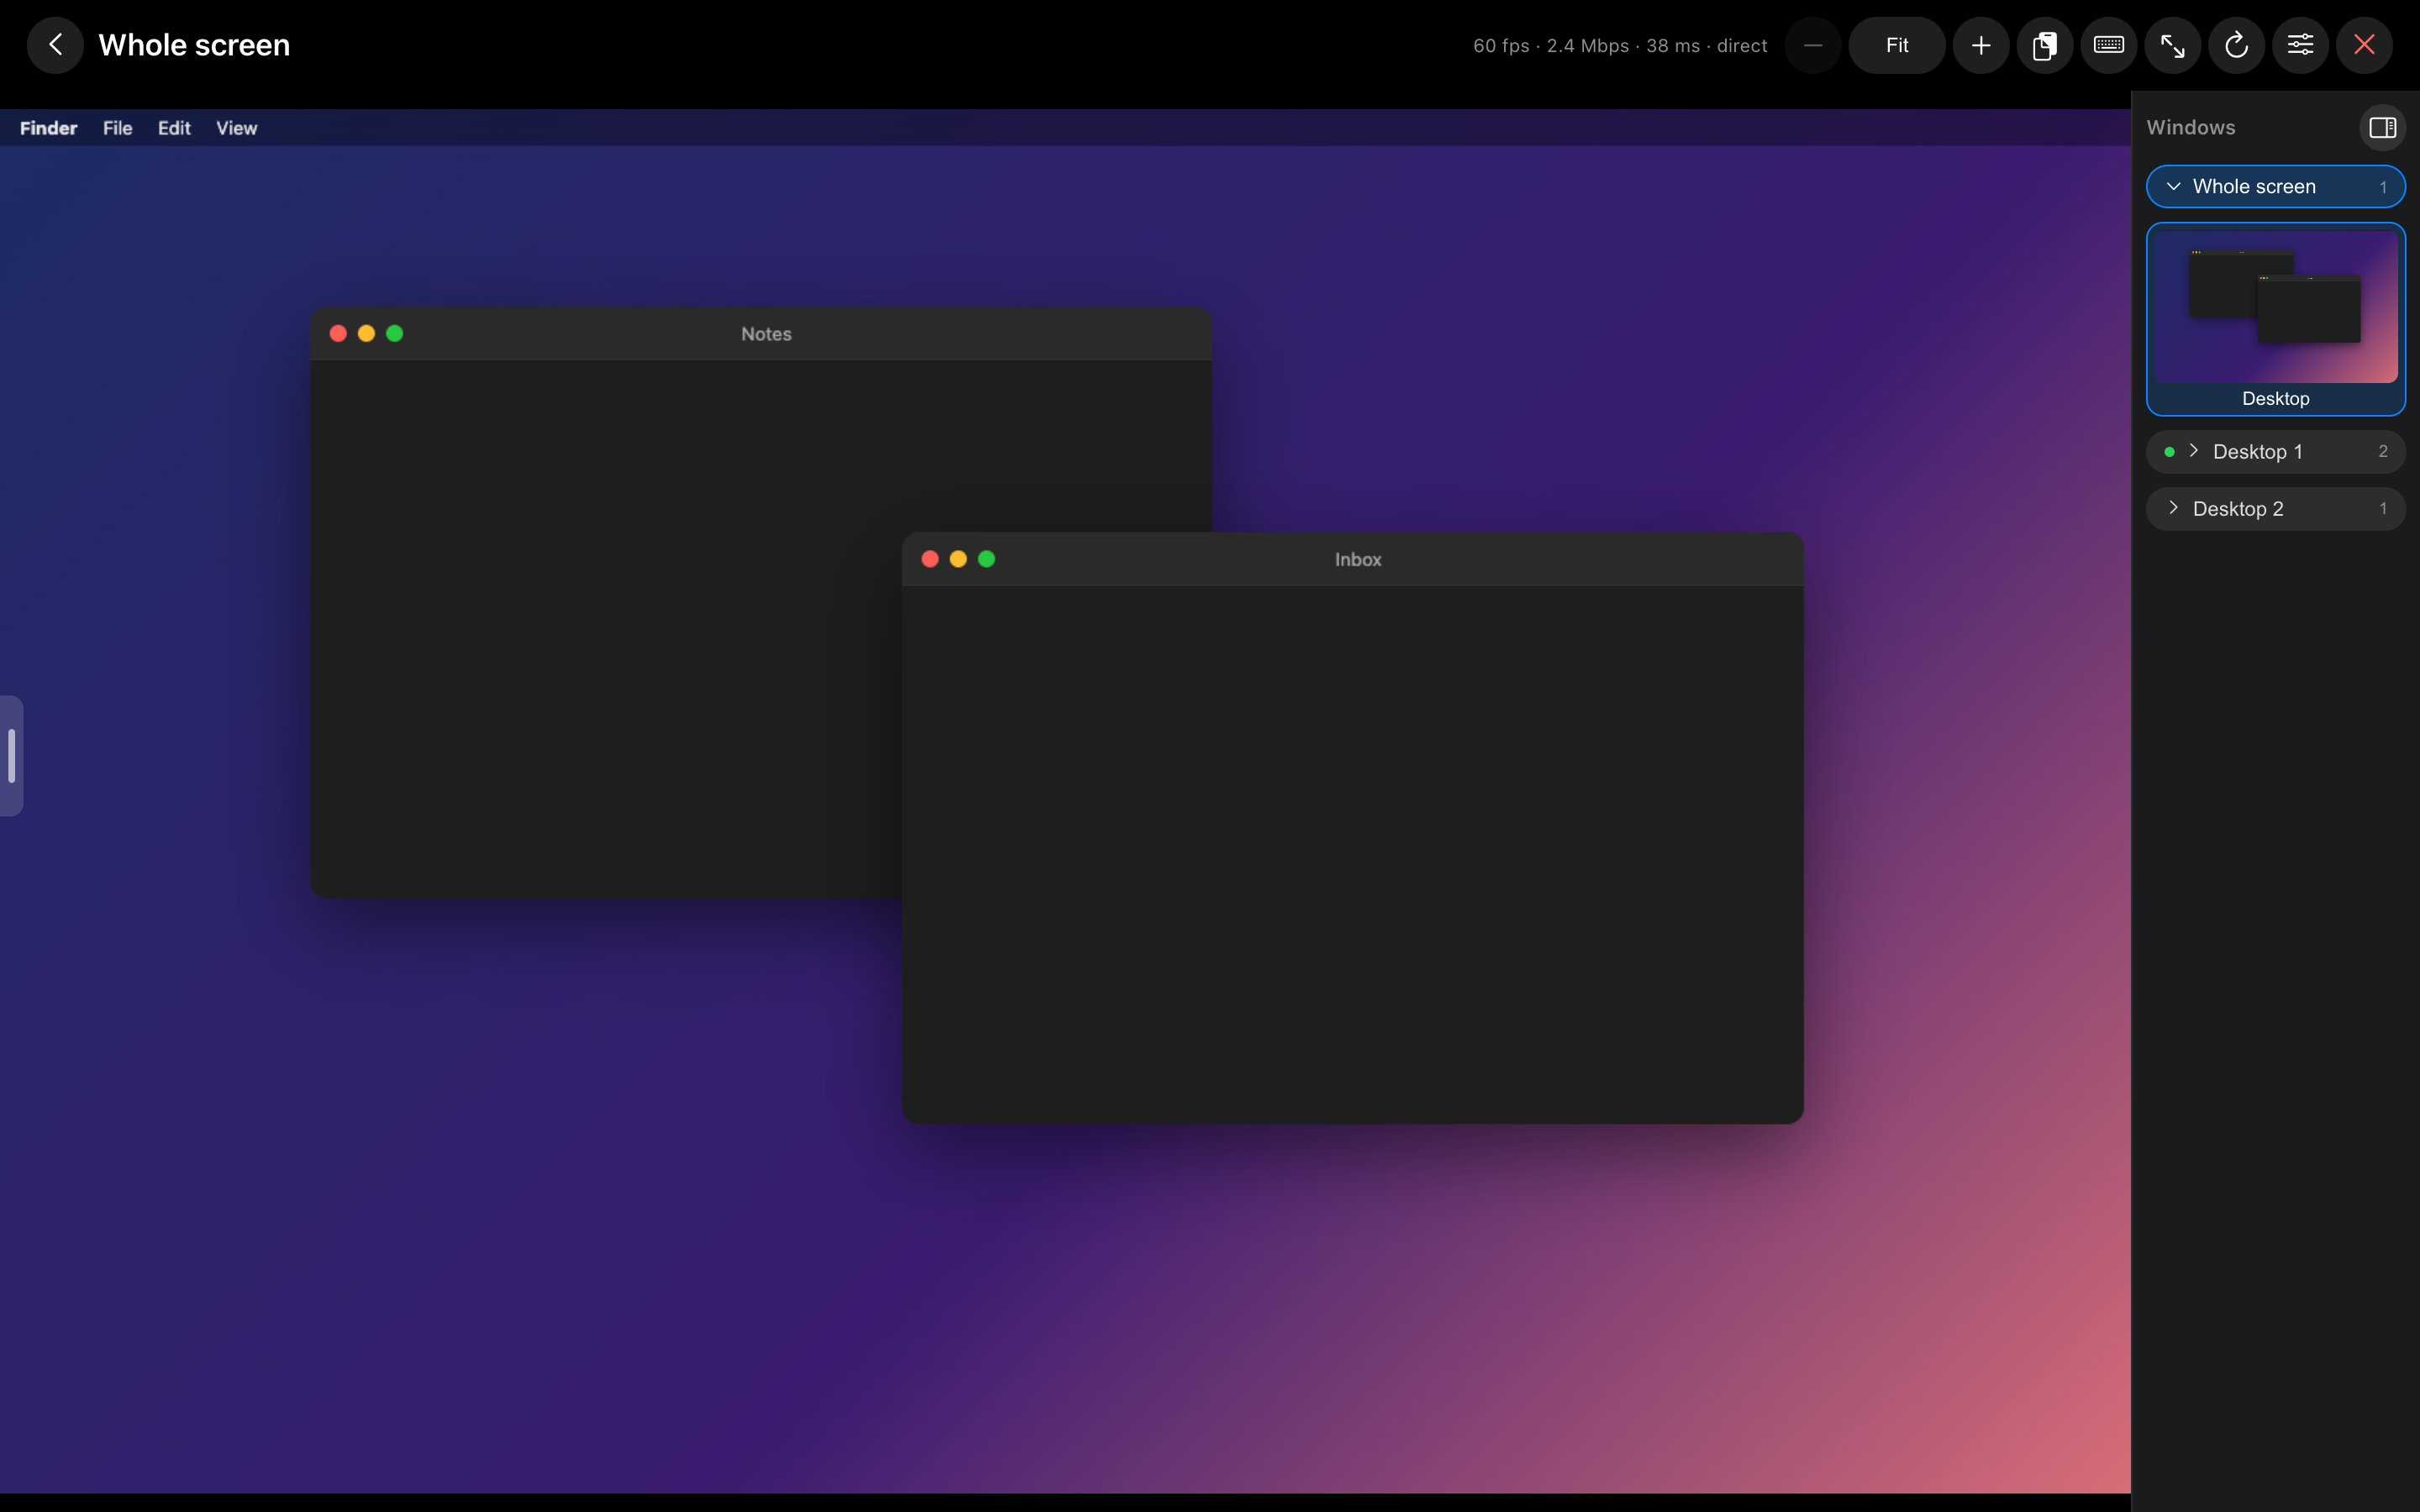 Whole screen
60 fps · 2.4 Mbps · 38 ms · direct
Fit
Finder File Edit View
Windows
Whole screen 1
Desktop
Desktop 1 2
Desktop 2 1
Notes
Inbox